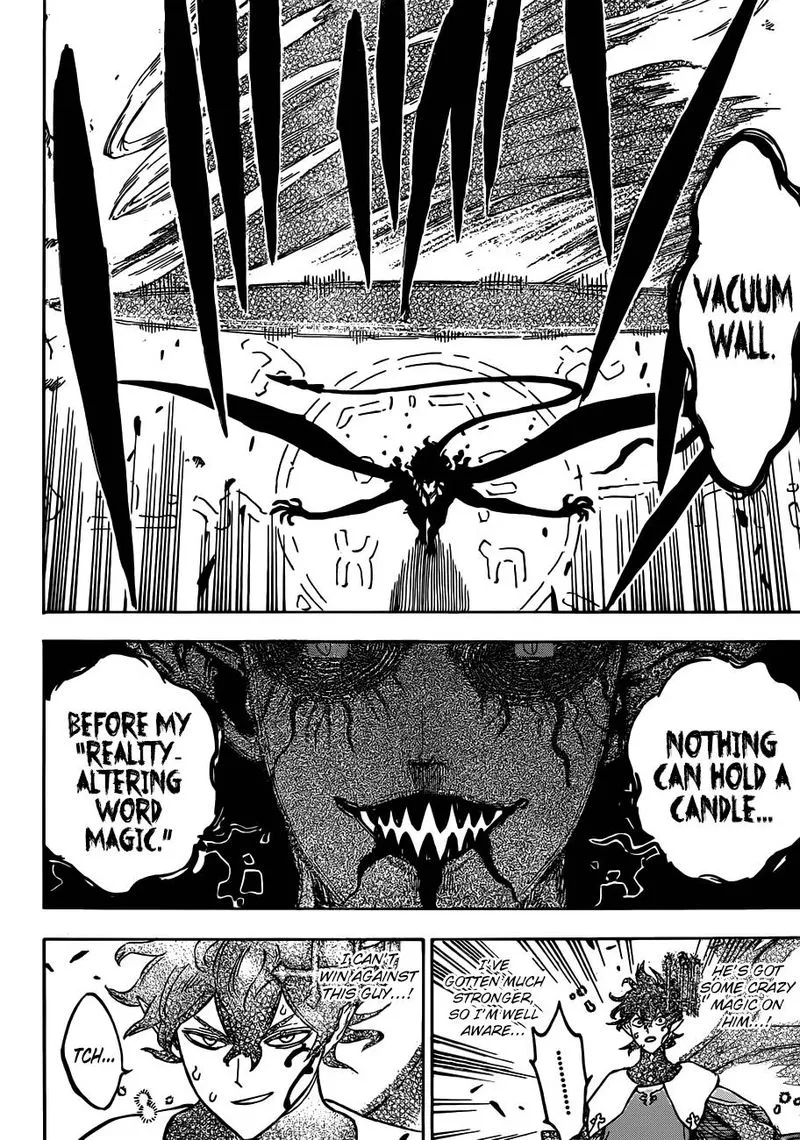 VACUUM
WALL.
NOTHING
CAN HOLD A
CANDLE...
BEFORE MY
"REALITY-
ALTERING
WORD
MAGIC."
HE'S GOT
SOME CRAZY
MAGIC ON
HIM...!
.........
I'VE
GOTTEN MUCH
STRONGER,
SO I'M WELL
AWARE...
I CAN'T
WIN AGAINST
THIS GUY...!
TCH...